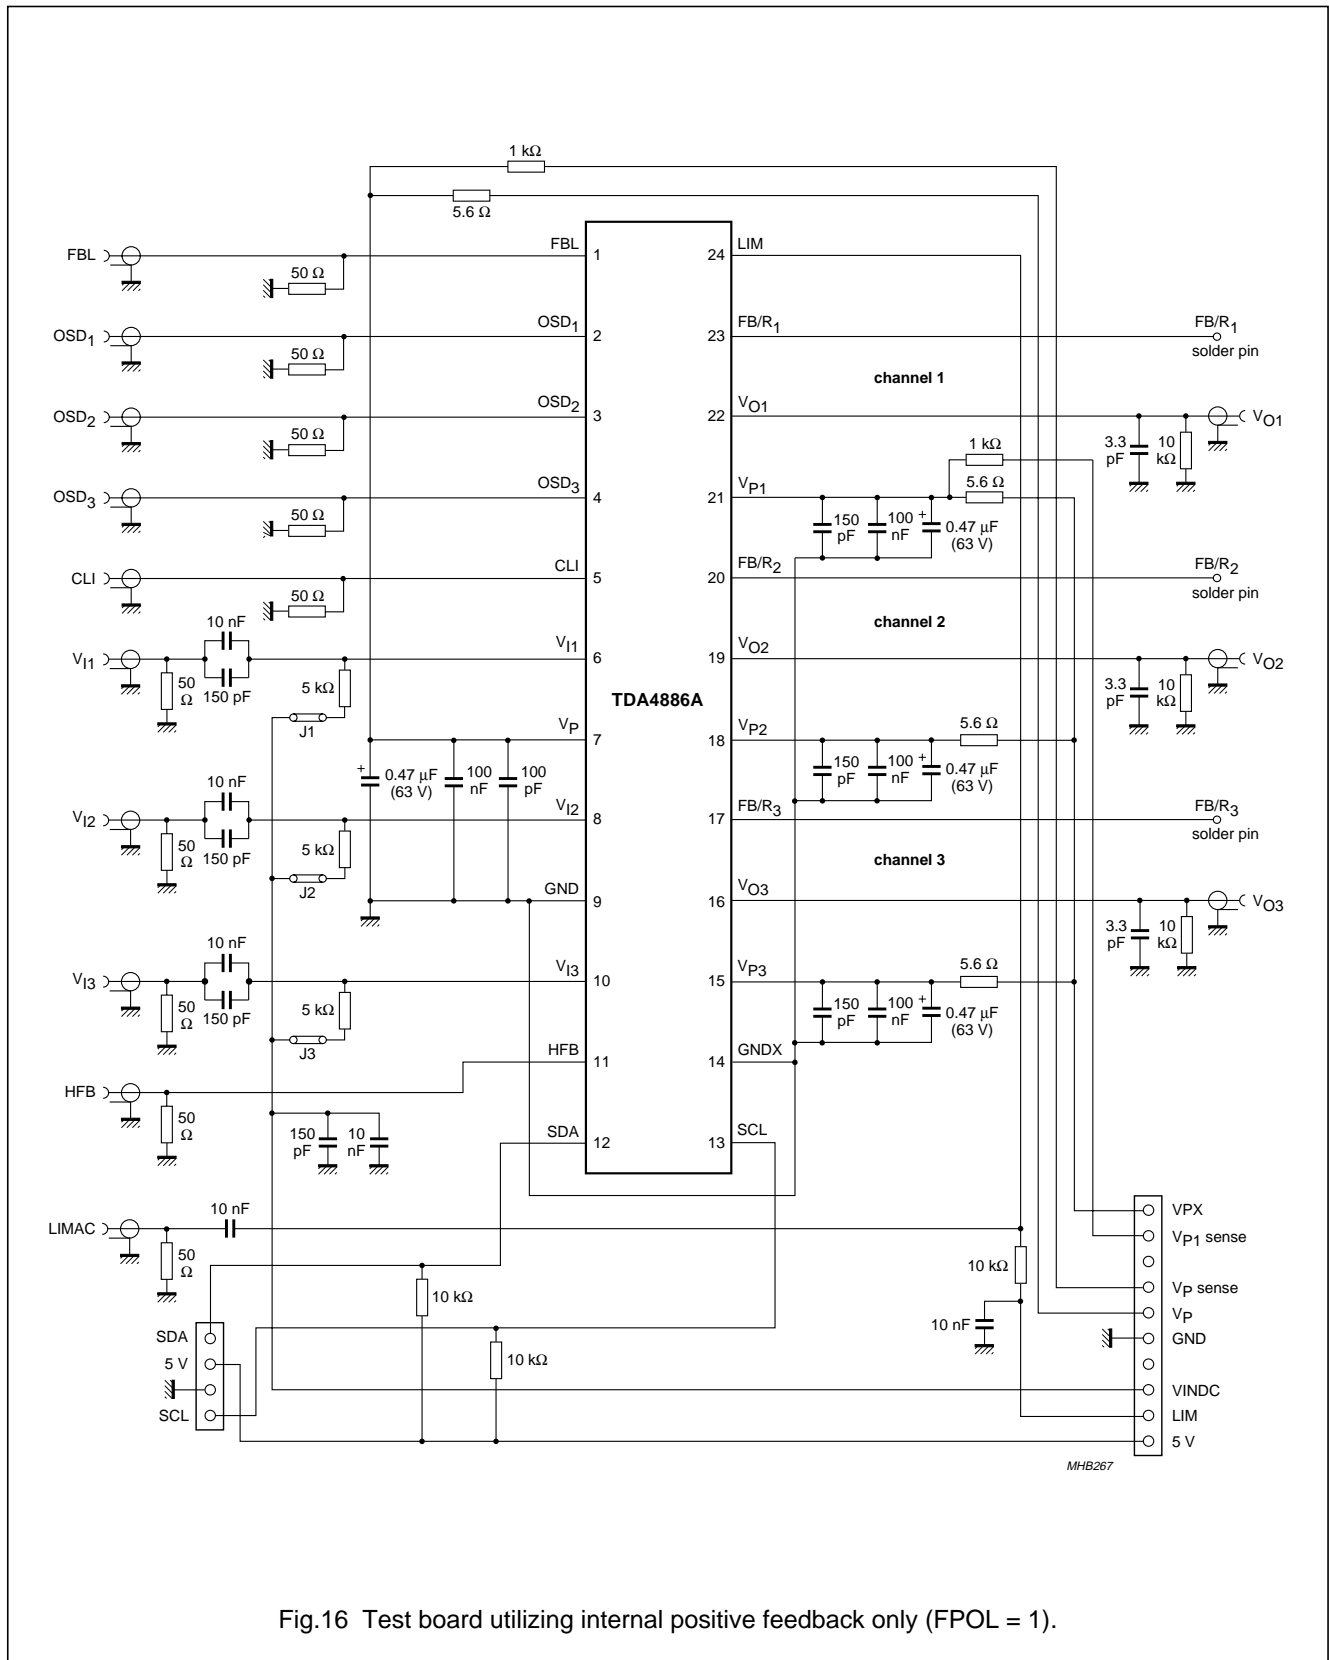 1 kΩ
5.6 Ω
FBL
FBL
1
24
LIM
50 Ω
OSD1
OSD1
2
23
FB/R1
FB/R1
solder pin
50 Ω
channel 1
OSD2
OSD2
3
22
VO1
VO1
50 Ω
3.3
pF
10
kΩ
1 kΩ
5.6 Ω
OSD3
OSD3
4
21
VP1
50 Ω
150
pF
100
nF
+
0.47 μF
(63 V)
CLI
CLI
5
20
FB/R2
FB/R2
solder pin
50 Ω
10 nF
channel 2
VI1
VI1
6
19
VO2
VO2
50
Ω
150 pF
5 kΩ
J1
TDA4886A
3.3
pF
10
kΩ
5.6 Ω
VP
7
18
VP2
+
0.47 μF
(63 V)
100
nF
100
pF
150
pF
100
nF
+
0.47 μF
(63 V)
10 nF
VI2
VI2
8
17
FB/R3
FB/R3
solder pin
50
Ω
150 pF
5 kΩ
J2
channel 3
GND
9
16
VO3
VO3
3.3
pF
10
kΩ
10 nF
5.6 Ω
VI3
VI3
10
15
VP3
50
Ω
150 pF
5 kΩ
J3
150
pF
100
nF
+
0.47 μF
(63 V)
HFB
HFB
11
14
GNDX
50
Ω
150
pF
10
nF
SDA
12
13
SCL
LIMAC
10 nF
50
Ω
VPX
VP1 sense
10 kΩ
VP sense
10 kΩ
VP
10 nF
GND
SDA
5 V
SCL
10 kΩ
VINDC
LIM
5 V
MHB267
Fig.16 Test board utilizing internal positive feedback only (FPOL = 1).